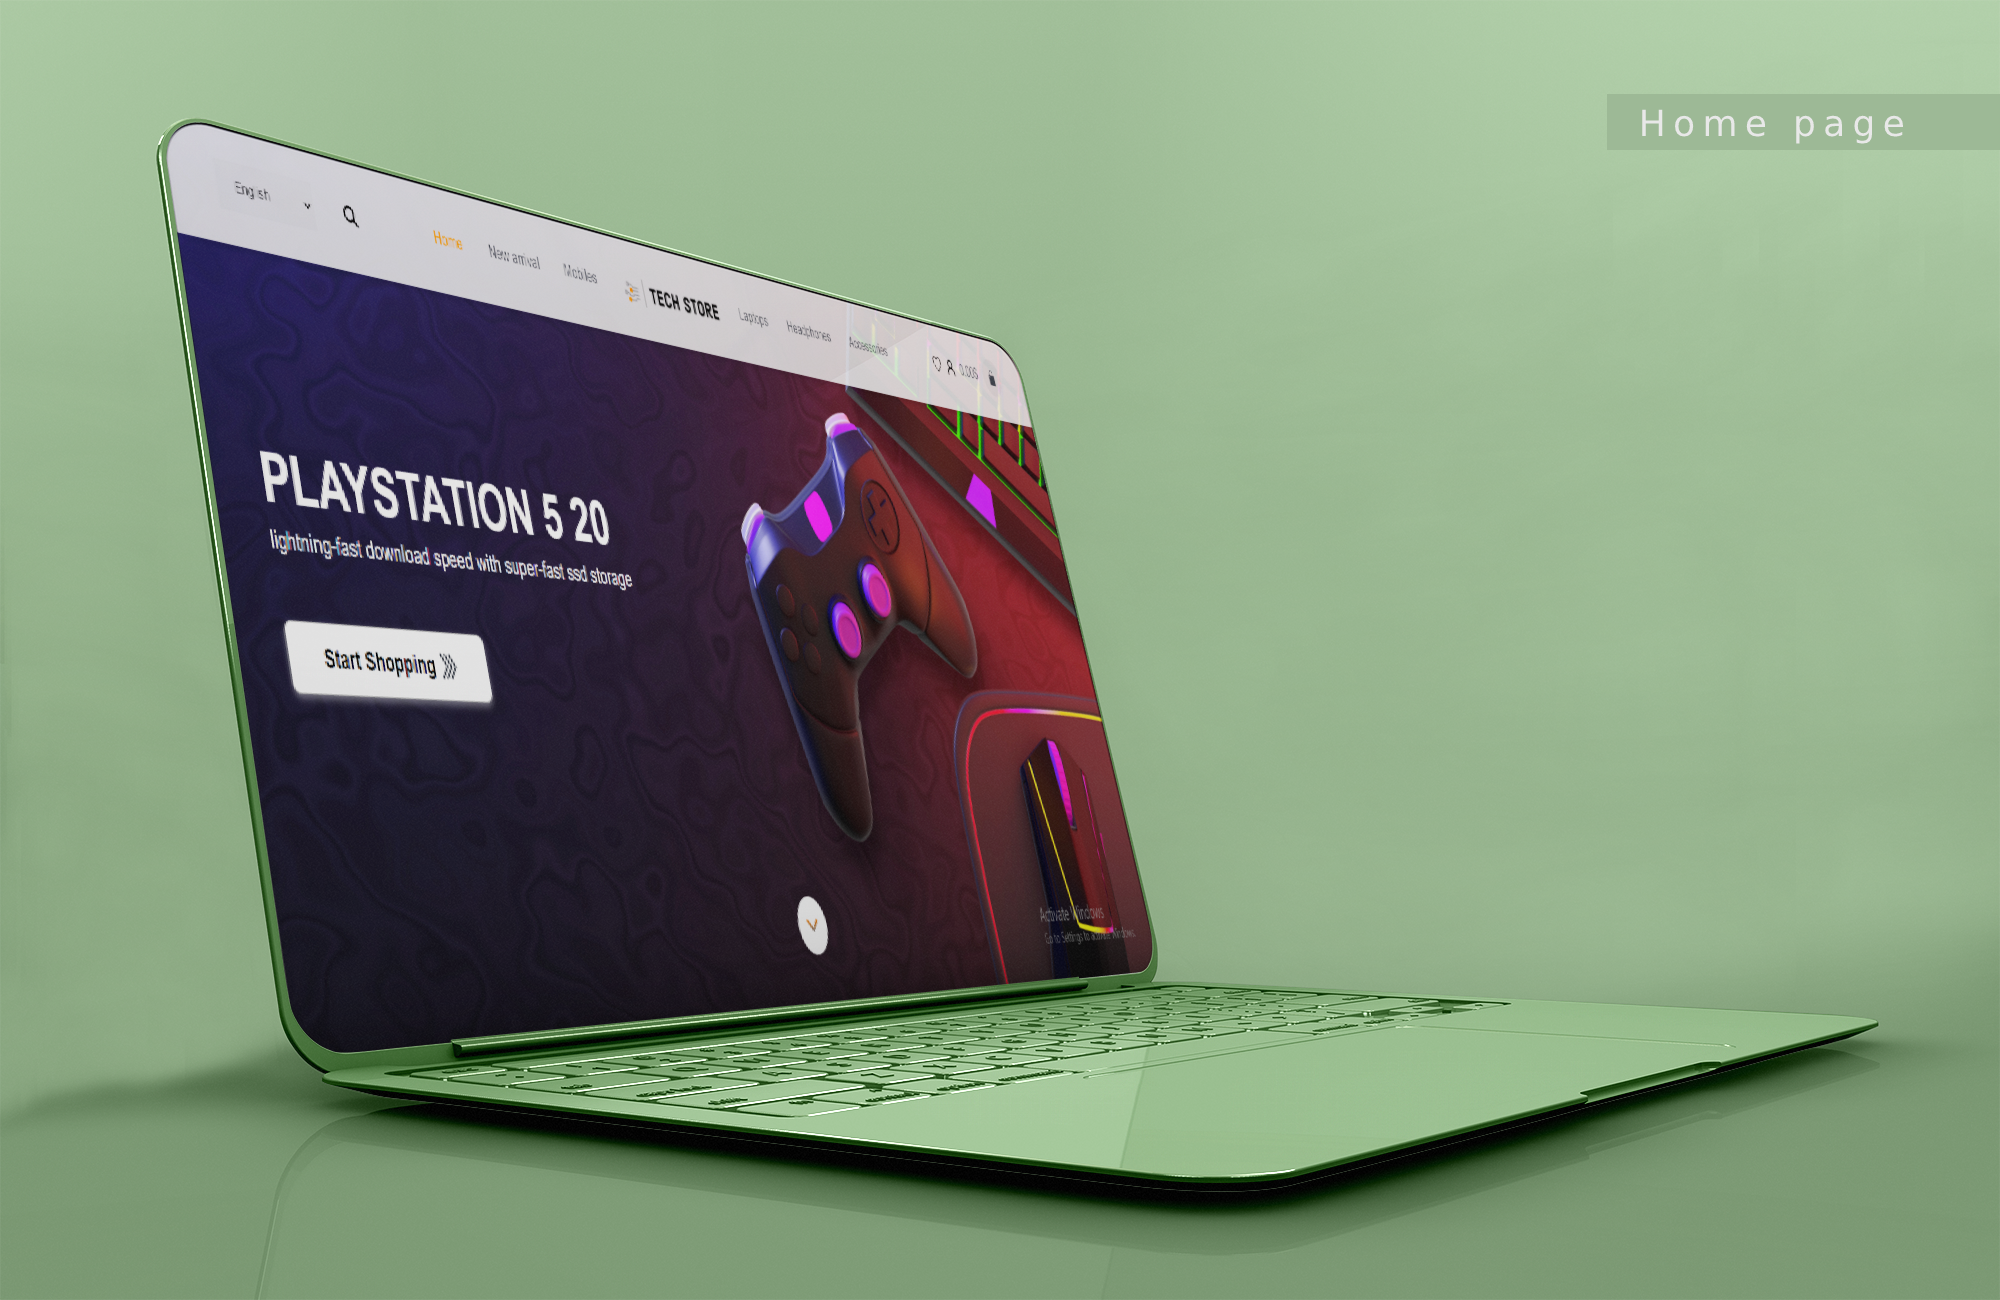 Home page
English
Home
New arrival
Mobiles
TECH STORE
Laptops
Headphones
Accessories
0.00$
PLAYSTATION 5 20
lightning-fast download speed with super-fast ssd storage
Start Shopping
Activate Windows
Go to Settings to activate Windows.